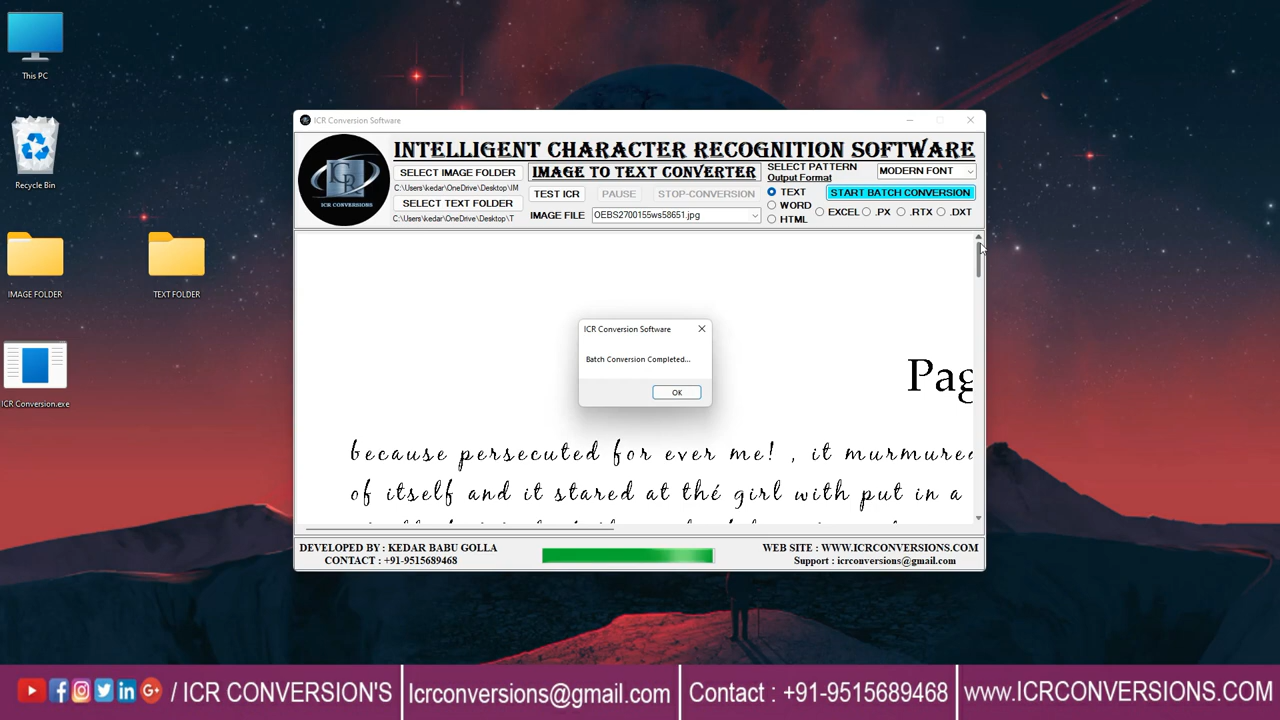 This PC
Recycle Bin
IMAGE FOLDER
TEXT FOLDER
ICR Conversion.exe
ICR Conversion Software
ICR CONVERSIONS
INTELLIGENT CHARACTER RECOGNITION SOFTWARE
SELECT IMAGE FOLDER
C:\Users\kedar\OneDrive\Desktop\IM
SELECT TEXT FOLDER
C:\Users\kedar\OneDrive\Desktop\T
IMAGE TO TEXT CONVERTER
TEST ICR PAUSE STOP-CONVERSION
IMAGE FILE OEBS2700155ws58651.jpg
SELECT PATTERN MODERN FONT
Output Format
TEXT START BATCH CONVERSION
WORD
HTML EXCEL .PX .RTX .DXT
Pag
because persecuted for ever me! , it murmured
of itself and it stared at thé girl with put in a
ICR Conversion Software
Batch Conversion Completed...
OK
DEVELOPED BY : KEDAR BABU GOLLA
CONTACT : +91-9515689468
WEB SITE : WWW.ICRCONVERSIONS.COM
Support : icrconversions@gmail.com
/ ICR CONVERSION'S
Icrconversions@gmail.com
Contact : +91-9515689468
www.ICRCONVERSIONS.COM